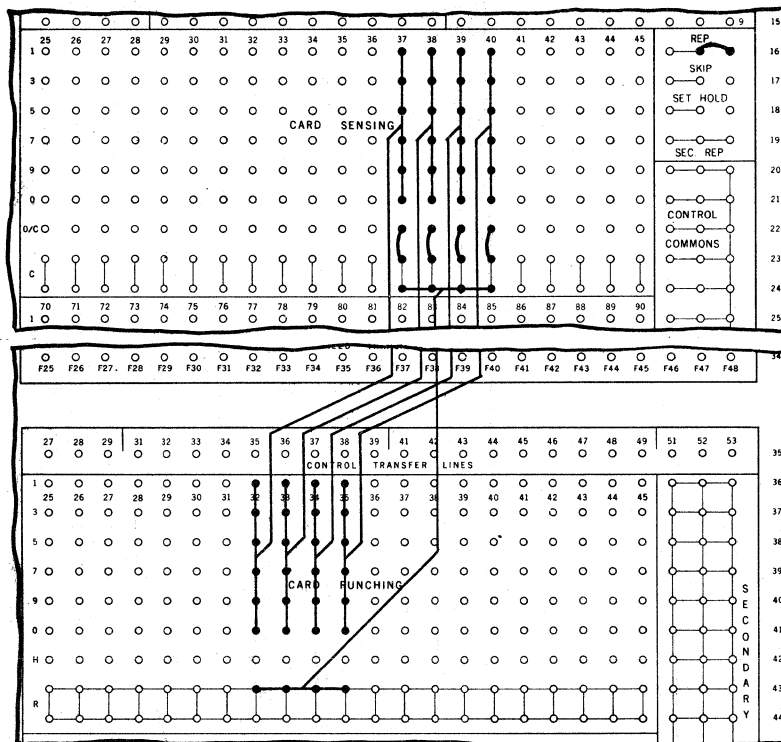 9 15
25 26 27 28 29 30 31 32 33 34 35 36 37 38 39 40 41 42 43 44 45 REP.
1 16
SKIP
3 17
SET HOLD
5 18
CARD SENSING
7 19
SEC. REP
9 20
0 21
CONTROL
0/C 22
COMMONS
23
C
24
70 71 72 73 74 75 76 77 78 79 80 81 82 83 84 85 86 87 88 89 90
1 25
34
F25 F26 F27. F28 F29 F30 F31 F32 F33 F34 F35 F36 F37 F38 F39 F40 F41 F42 F43 F44 F45 F46 F47 F48
27 28 29 31 32 33 34 35 36 37 38 39 41 42 43 44 45 46 47 48 49 51 52 53
35
CONTROL TRANSFER LINES
1 36
25 26 27 28 29 30 31 32 33 34 35 36 37 38 39 40 41 42 43 44 45
3 37
5 38
7 39
CARD PUNCHING
9 40
0 41
H 42
43
R
44
SECONDARY